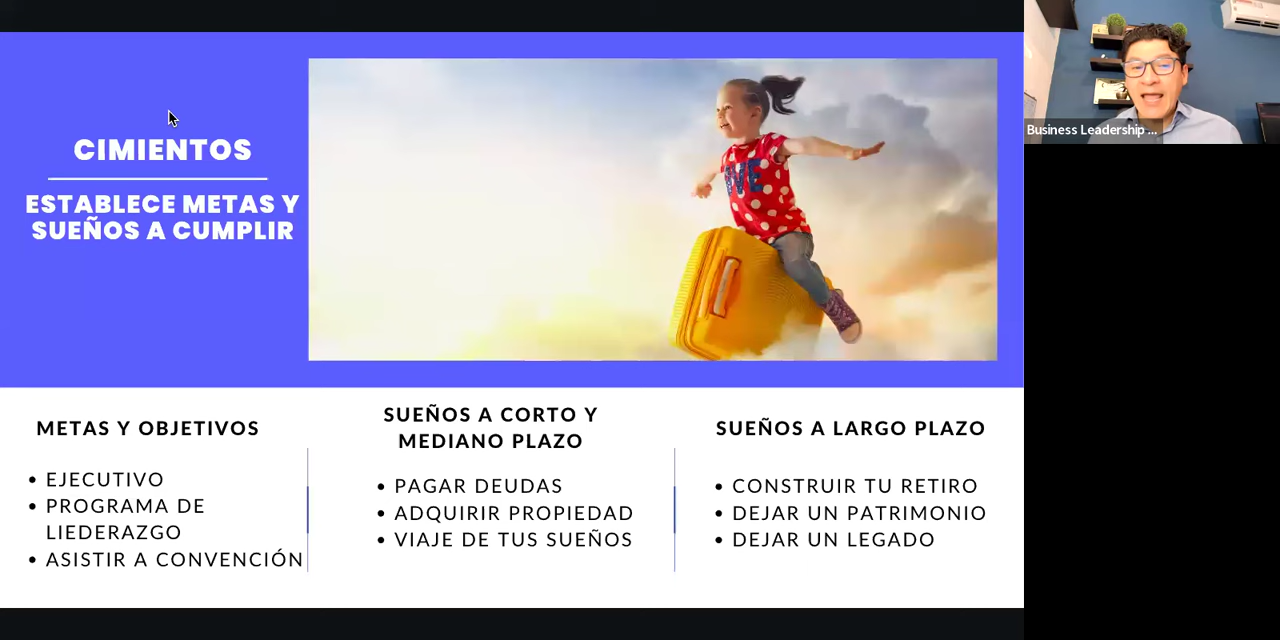 CIMIENTOS
ESTABLECE METAS Y
SUEÑOS A CUMPLIR
WE
Business Leadership ...
METAS Y OBJETIVOS
• EJECUTIVO
• PROGRAMA DE
LIEDERAZGO
• ASISTIR A CONVENCIÓN
SUEÑOS A CORTO Y
MEDIANO PLAZO
• PAGAR DEUDAS
• ADQUIRIR PROPIEDAD
• VIAJE DE TUS SUEÑOS
SUEÑOS A LARGO PLAZO
• CONSTRUIR TU RETIRO
• DEJAR UN PATRIMONIO
• DEJAR UN LEGADO